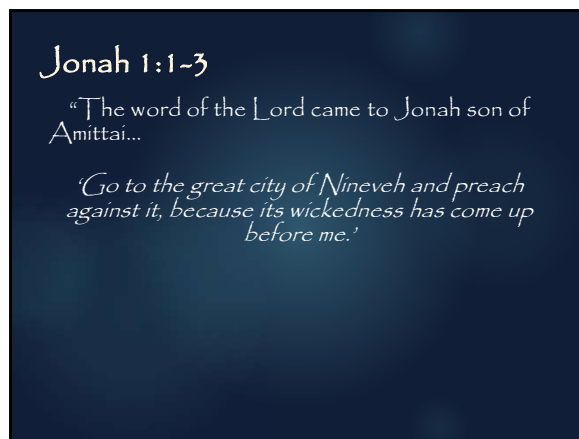 Jonah 1:1-3
“The word of the Lord came to Jonah son of
Amittai...
‘Go to the great city of Nineveh and preach
against it, because its wickedness has come up
before me.’